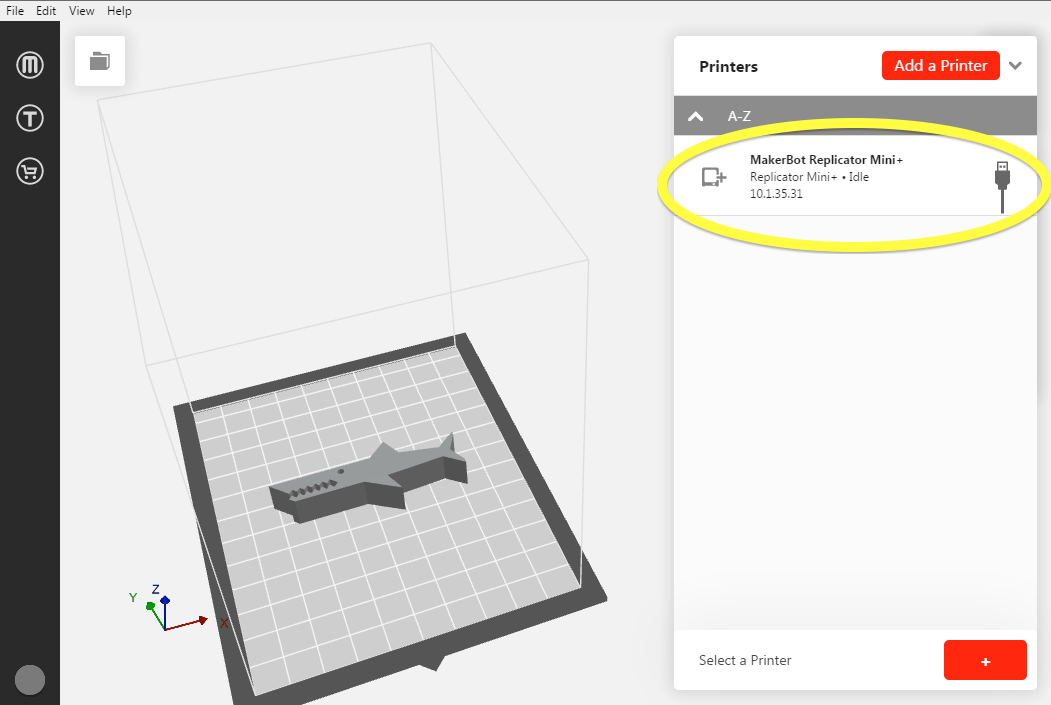 File Edit View Help
M
T
Printers
Add a Printer
A-Z
MakerBot Replicator Mini+
Replicator Mini+ • Idle
10.1.35.31
Z
Y
X
Select a Printer
+